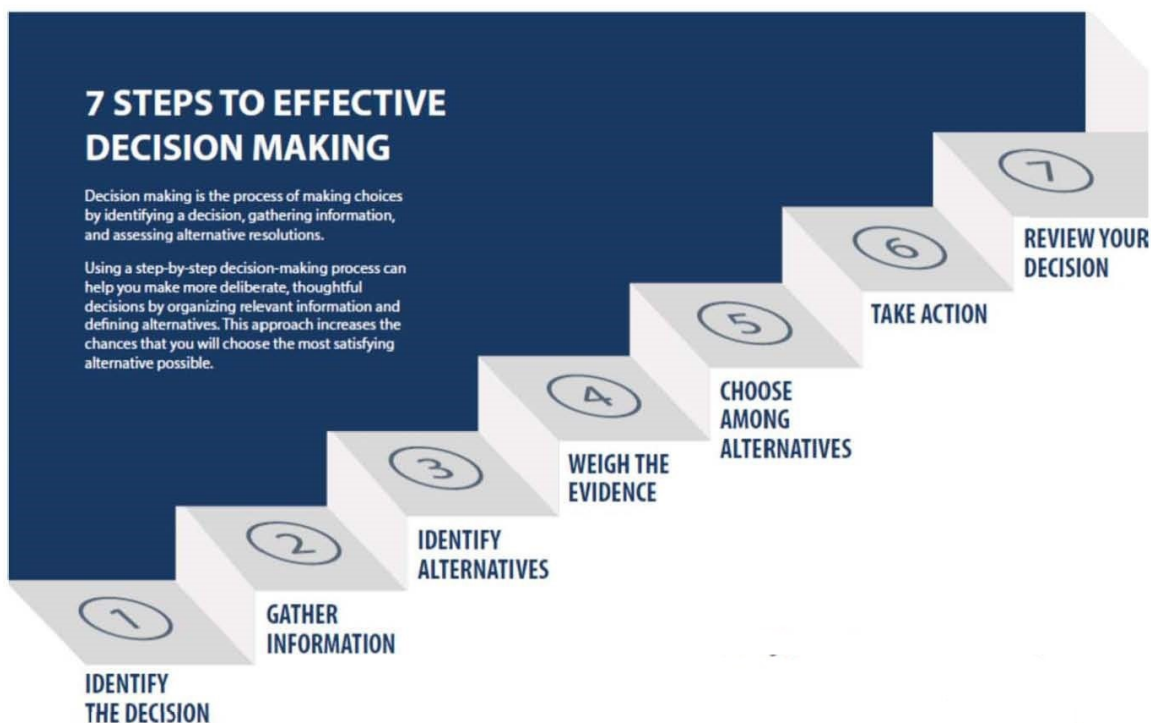 7 STEPS TO EFFECTIVE
DECISION MAKING
Decision making is the process of making choices
by identifying a decision, gathering information,
and assessing alternative resolutions.
Using a step-by-step decision-making process can
help you make more deliberate, thoughtful
decisions by organizing relevant information and
defining alternatives. This approach increases the
chances that you will choose the most satisfying
alternative possible.
1
IDENTIFY
THE DECISION
2
GATHER
INFORMATION
3
IDENTIFY
ALTERNATIVES
4
WEIGH THE
EVIDENCE
5
CHOOSE
AMONG
ALTERNATIVES
6
TAKE ACTION
7
REVIEW YOUR
DECISION